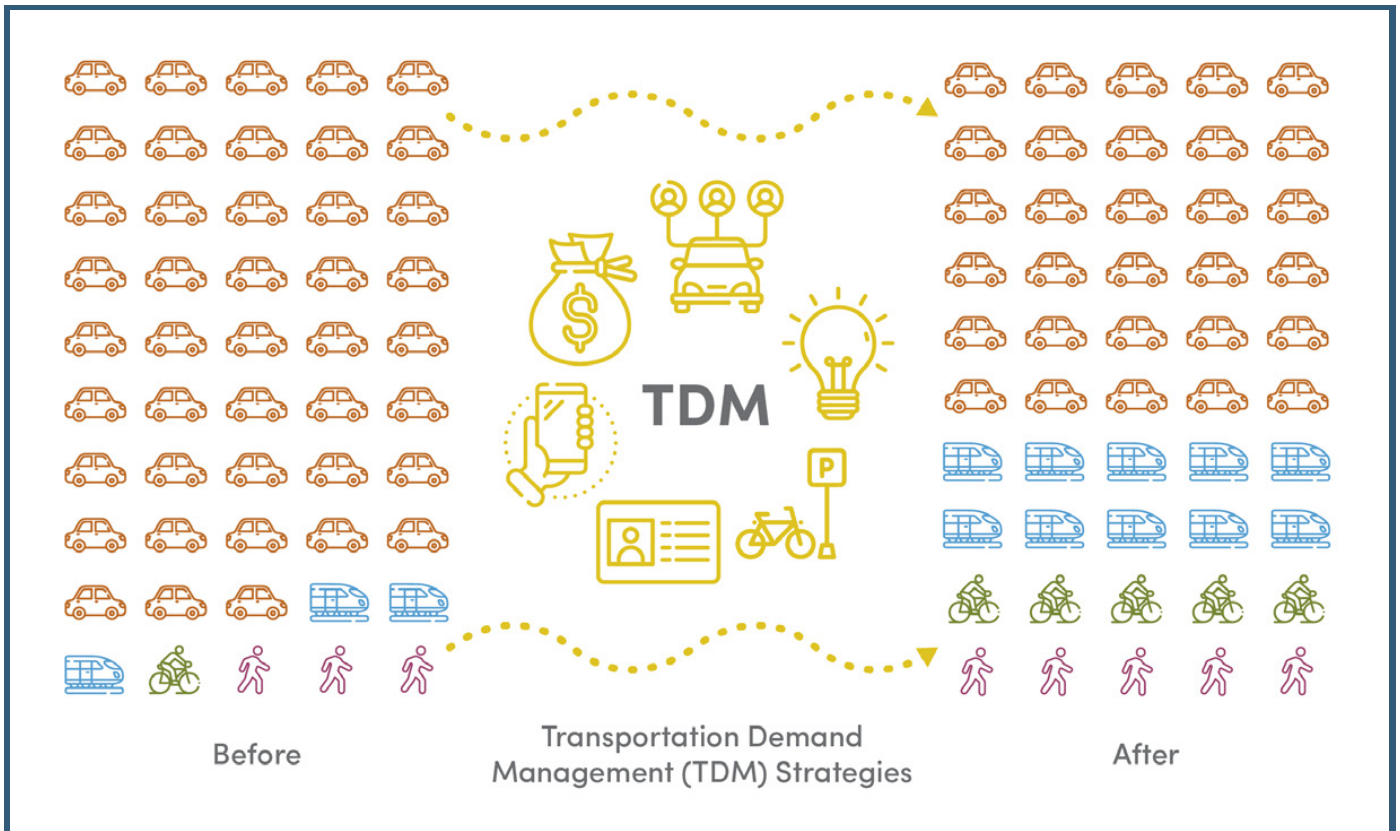 $
TDM
P
Before
Transportation Demand
Management (TDM) Strategies
After